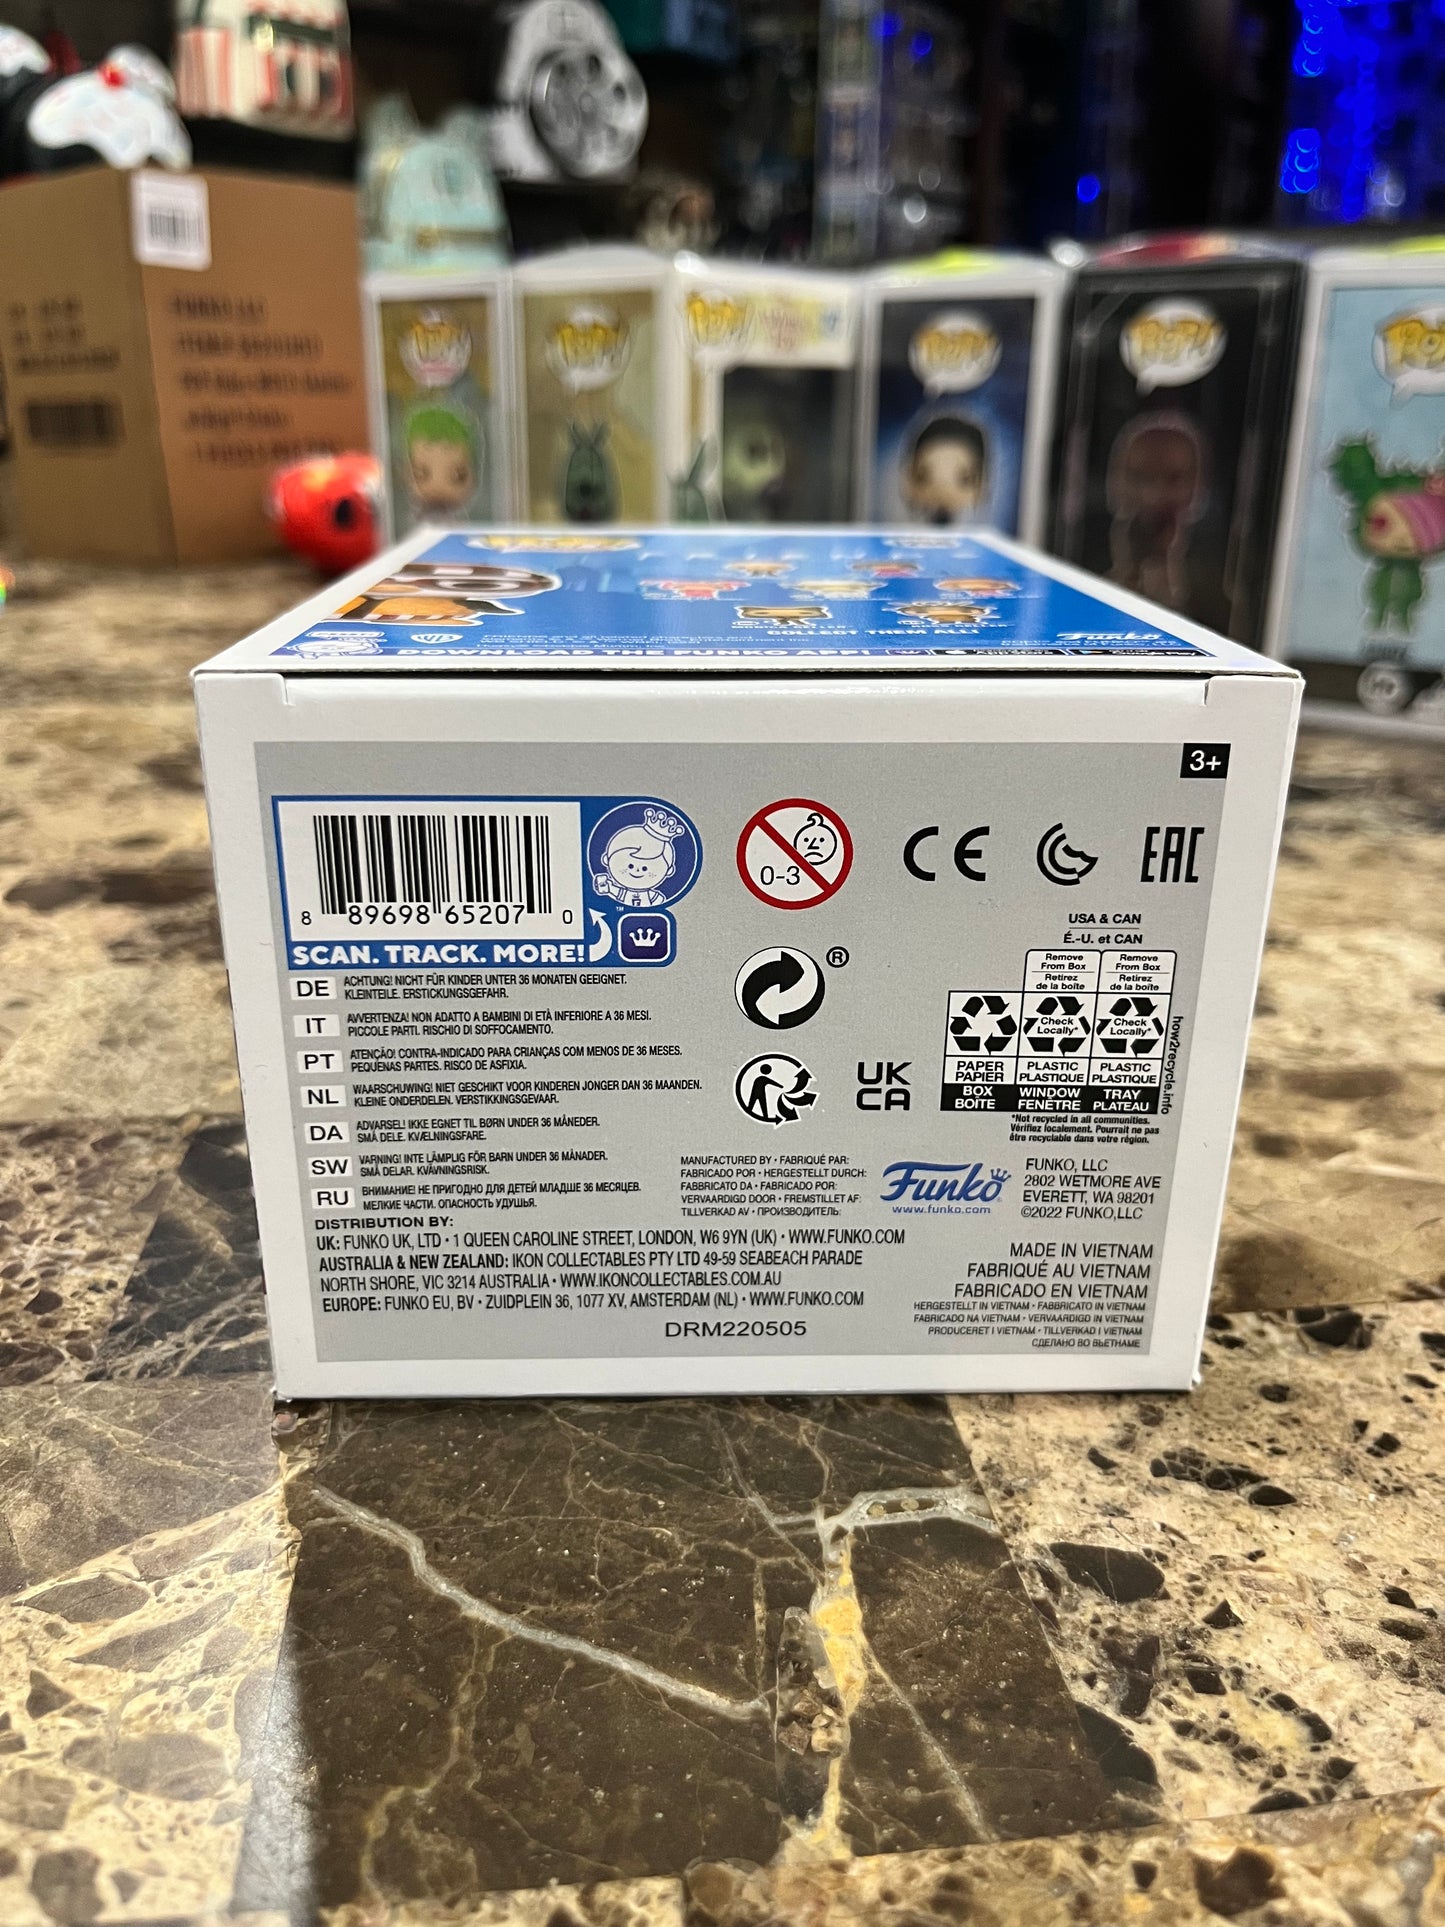 POP!
POP!
POP!
POP!
POP!
POP!
COLLECT THEM ALL!
Funko
DOWNLOAD THE FUNKO APP!
3+
8 89698 65207 0
SCAN. TRACK. MORE!
TM
0-3
CE
EAC
USA & CAN
É.-U. et CAN
Remove From Box
Retirez de la boîte
Remove From Box
Retirez de la boîte
Check Locally*
Check Locally*
PAPER PAPIER
PLASTIC PLASTIQUE
PLASTIC PLASTIQUE
BOX BOÎTE
WINDOW FENÊTRE
TRAY PLATEAU
how2recycle.info
*Not recycled in all communities.
Vérifiez localement. Pourrait ne pas
être recyclable dans votre région.
®
UK
CA
DE ACHTUNG! NICHT FÜR KINDER UNTER 36 MONATEN GEEIGNET.
KLEINTEILE. ERSTICKUNGSGEFAHR.
IT AVVERTENZA! NON ADATTO A BAMBINI DI ETÀ INFERIORE A 36 MESI.
PICCOLE PARTI. RISCHIO DI SOFFOCAMENTO.
PT ATENÇÃO! CONTRA-INDICADO PARA CRIANÇAS COM MENOS DE 36 MESES.
PEQUENAS PARTES. RISCO DE ASFIXIA.
NL WAARSCHUWING! NIET GESCHIKT VOOR KINDEREN JONGER DAN 36 MAANDEN.
KLEINE ONDERDELEN. VERSTIKKINGSGEVAAR.
DA ADVARSEL! IKKE EGNET TIL BØRN UNDER 36 MÅNEDER.
SMÅ DELE. KVÆLNINGSFARE.
SW VARNING! INTE LÄMPLIG FÖR BARN UNDER 36 MÅNADER.
SMÅ DELAR. KVÄVNINGSRISK.
RU ВНИМАНИЕ! НЕ ПРИГОДНО ДЛЯ ДЕТЕЙ МЛАДШЕ 36 МЕСЯЦЕВ.
МЕЛКИЕ ЧАСТИ. ОПАСНОСТЬ УДУШЬЯ.
MANUFACTURED BY • FABRIQUÉ PAR:
FABRICADO POR • HERGESTELLT DURCH:
FABBRICATO DA • FABRICADO POR:
VERVAARDIGD DOOR • FREMSTILLET AF:
TILLVERKAD AV • ПРОИЗВОДИТЕЛЬ:
Funko
www.funko.com
FUNKO, LLC
2802 WETMORE AVE
EVERETT, WA 98201
©2022 FUNKO,LLC
DISTRIBUTION BY:
UK: FUNKO UK, LTD • 1 QUEEN CAROLINE STREET, LONDON, W6 9YN (UK) • WWW.FUNKO.COM
AUSTRALIA & NEW ZEALAND: IKON COLLECTABLES PTY LTD 49-59 SEABEACH PARADE
NORTH SHORE, VIC 3214 AUSTRALIA • WWW.IKONCOLLECTABLES.COM.AU
EUROPE: FUNKO EU, BV • ZUIDPLEIN 36, 1077 XV, AMSTERDAM (NL) • WWW.FUNKO.COM
DRM220505
MADE IN VIETNAM
FABRIQUÉ AU VIETNAM
FABRICADO EN VIETNAM
HERGESTELLT IN VIETNAM • FABBRICATO IN VIETNAM
FABRICADO NA VIETNAM • VERVAARDIGD IN VIETNAM
PRODUCERET I VIETNAM • TILLVERKAD I VIETNAM
СДЕЛАНО ВО ВЬЕТНАМЕ